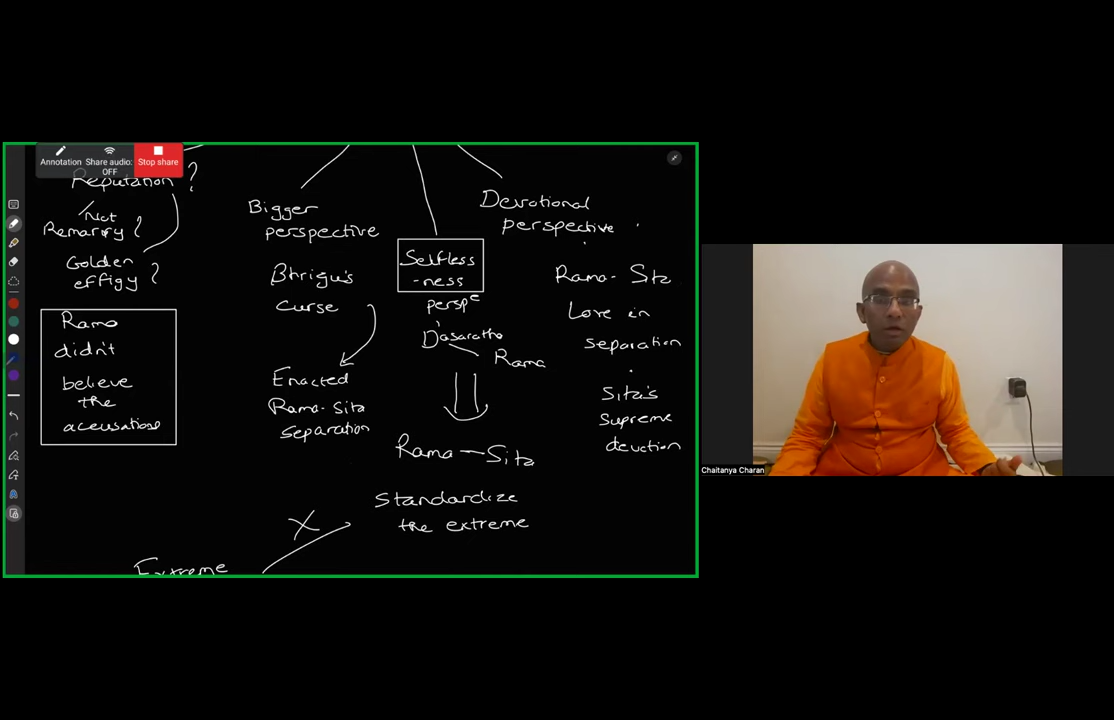 Annotation
Share audio:
OFF
Stop share
Reputation ?
Not
Remarry ?
Golden
effigy ?
Rama
didn't
believe
the
accusations
Bigger
perspective
Bhrigu's
curse
Enacted
Rama-Sita
separation
Selfless
-ness
perspe
Dasaratha
Rama
Rama — Sita
Devotional
perspective
Rama- Sita
Love in
separation
Sita's
supreme
devotion
Standardize
the extreme
X
Extreme
Chaitanya Charan